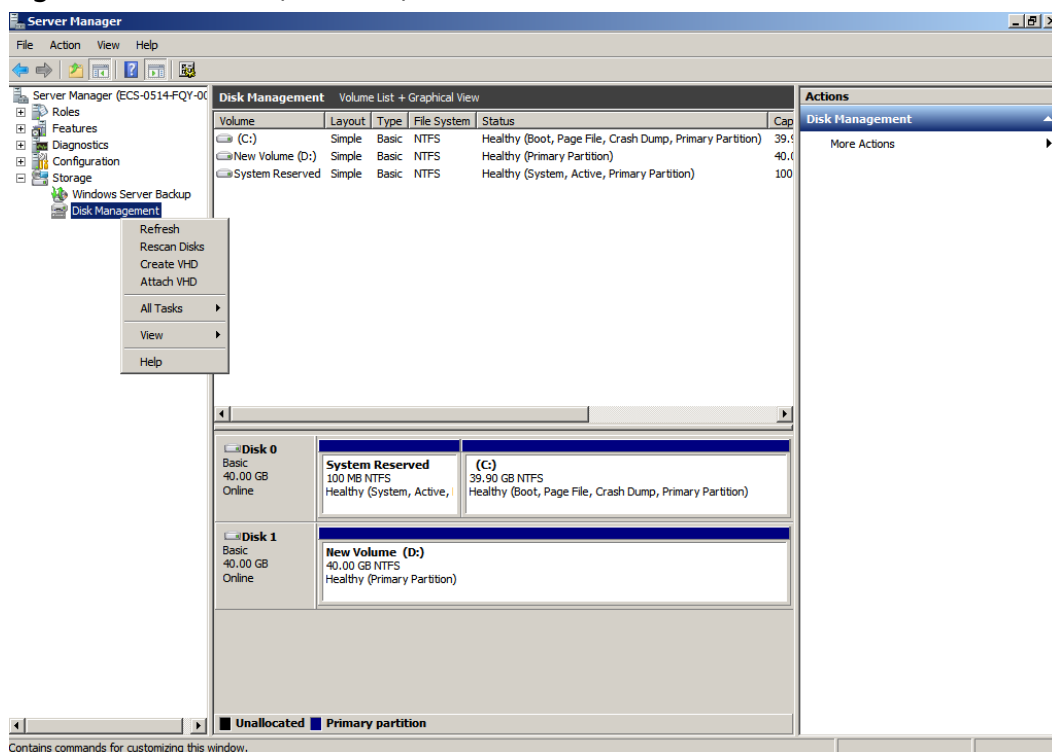 Server Manager
File Action View Help
Server Manager (ECS-0514-FQY-00
Roles
Features
Diagnostics
Configuration
Storage
Windows Server Backup
Disk Management
Refresh
Rescan Disks
Create VHD
Attach VHD
All Tasks
View
Help
Disk Management Volume List + Graphical View
Volume Layout Type File System Status Cap
(C:) Simple Basic NTFS Healthy (Boot, Page File, Crash Dump, Primary Partition) 39.9
New Volume (D:) Simple Basic NTFS Healthy (Primary Partition) 40.0
System Reserved Simple Basic NTFS Healthy (System, Active, Primary Partition) 100
Disk 0
Basic
40.00 GB
Online
System Reserved
100 MB NTFS
Healthy (System, Active,
(C:)
39.90 GB NTFS
Healthy (Boot, Page File, Crash Dump, Primary Partition)
Disk 1
Basic
40.00 GB
Online
New Volume (D:)
40.00 GB NTFS
Healthy (Primary Partition)
Unallocated Primary partition
Actions
Disk Management
More Actions
Contains commands for customizing this window.